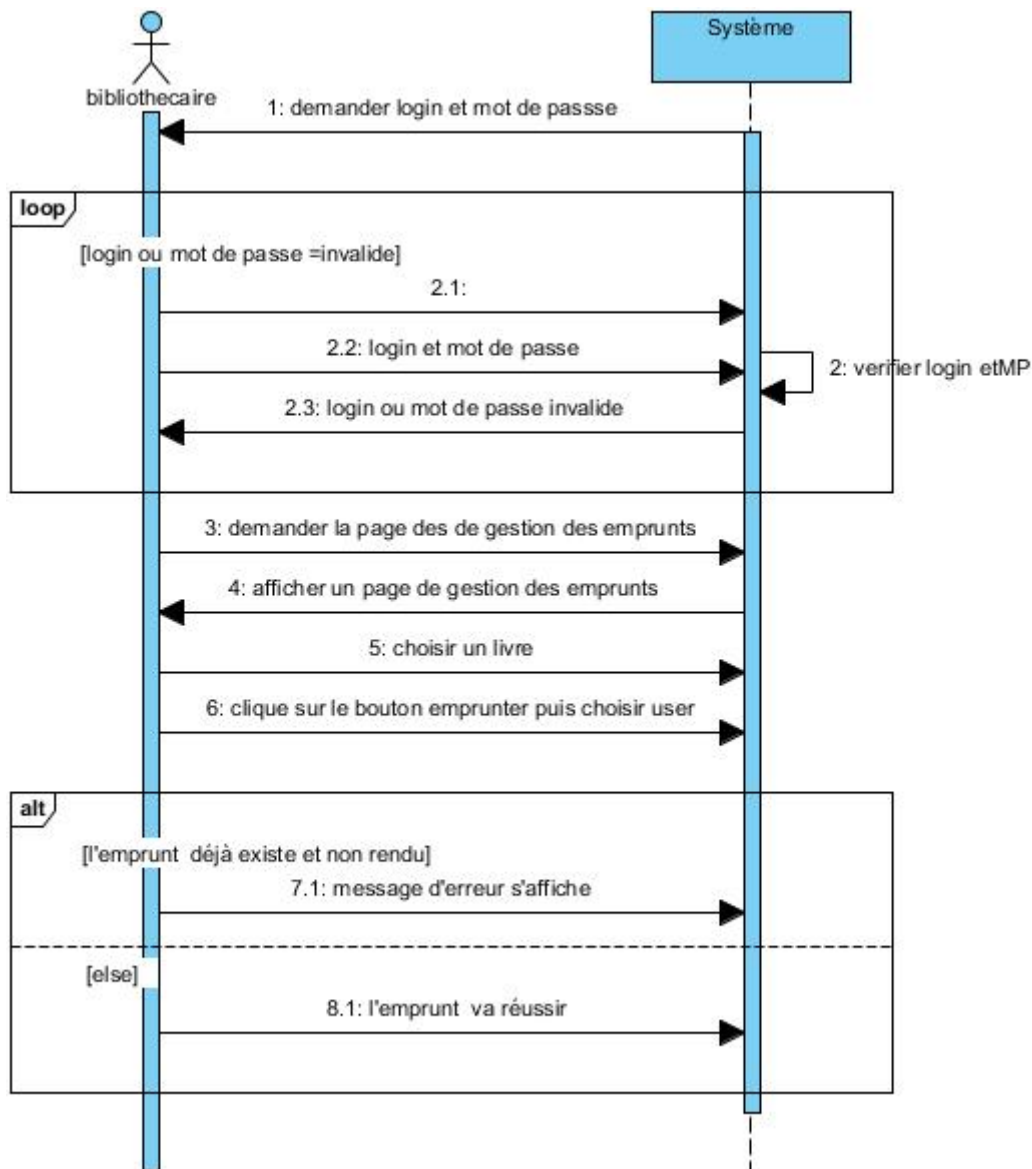 Système
bibliothecaire
1: demander login et mot de passse
loop
[login ou mot de passe =invalide]
2.1:
2.2: login et mot de passe
2: verifier login etMP
2.3: login ou mot de passe invalide
3: demander la page des de gestion des emprunts
4: afficher un page de gestion des emprunts
5: choisir un livre
6: clique sur le bouton emprunter puis choisir user
alt
[l'emprunt déjà existe et non rendu]
7.1: message d'erreur s'affiche
[else]
8.1: l'emprunt va réussir